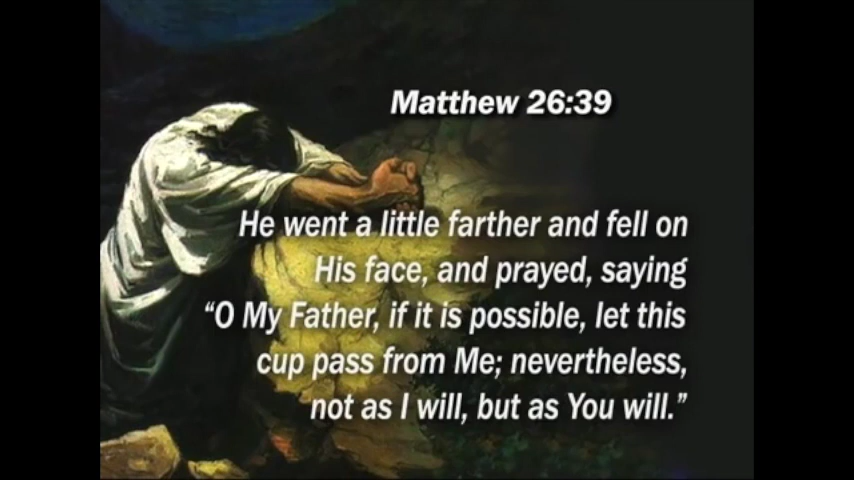 Matthew 26:39
He went a little farther and fell on
His face, and prayed, saying
“O My Father, if it is possible, let this
cup pass from Me; nevertheless,
not as I will, but as You will.”